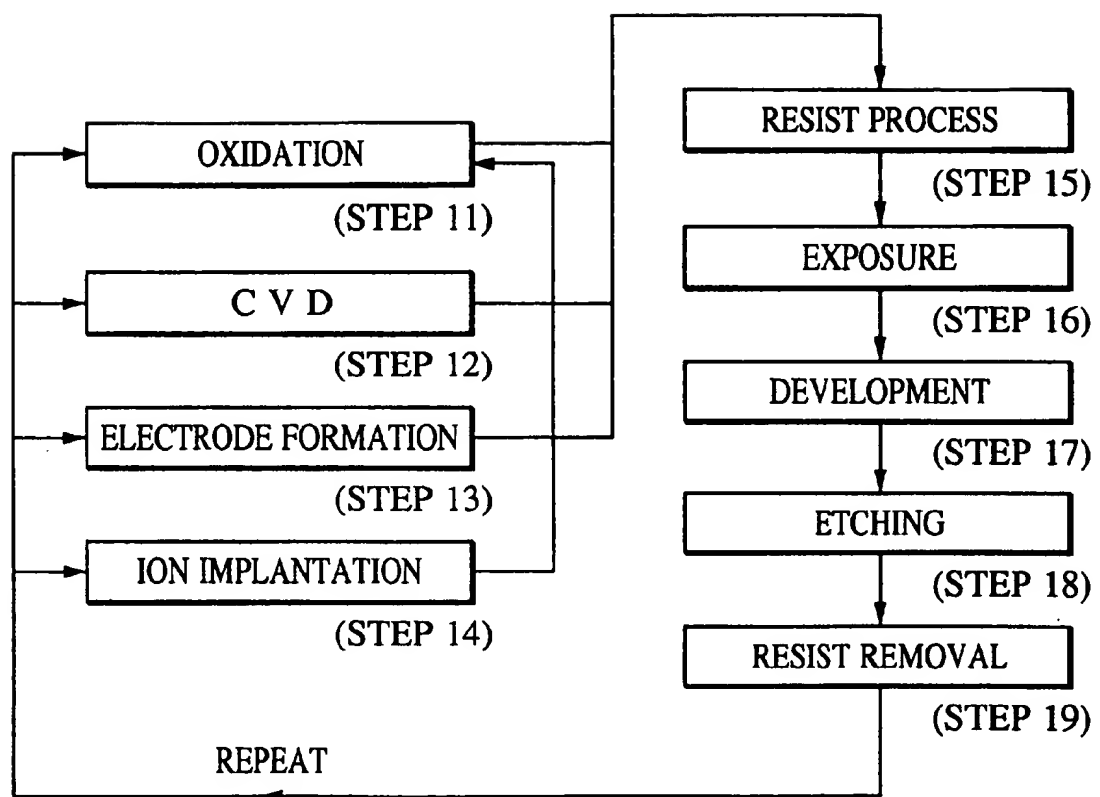 OXIDATION
(STEP 11)
C V D
(STEP 12)
ELECTRODE FORMATION
(STEP 13)
ION IMPLANTATION
(STEP 14)
RESIST PROCESS
(STEP 15)
EXPOSURE
(STEP 16)
DEVELOPMENT
(STEP 17)
ETCHING
(STEP 18)
RESIST REMOVAL
(STEP 19)
REPEAT